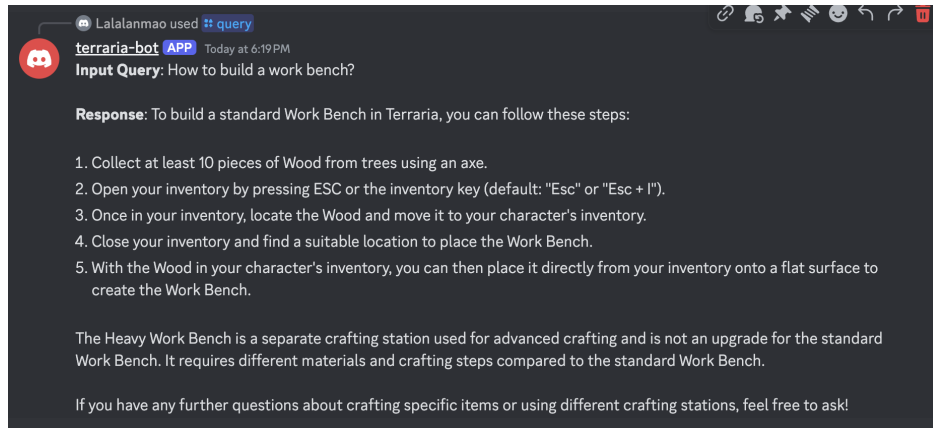 Lalalanmao used query
terraria-bot APP Today at 6:19 PM
Input Query: How to build a work bench?
Response: To build a standard Work Bench in Terraria, you can follow these steps:
1. Collect at least 10 pieces of Wood from trees using an axe.
2. Open your inventory by pressing ESC or the inventory key (default: "Esc" or "Esc + I").
3. Once in your inventory, locate the Wood and move it to your character's inventory.
4. Close your inventory and find a suitable location to place the Work Bench.
5. With the Wood in your character's inventory, you can then place it directly from your inventory onto a flat surface to
create the Work Bench.
The Heavy Work Bench is a separate crafting station used for advanced crafting and is not an upgrade for the standard
Work Bench. It requires different materials and crafting steps compared to the standard Work Bench.
If you have any further questions about crafting specific items or using different crafting stations, feel free to ask!